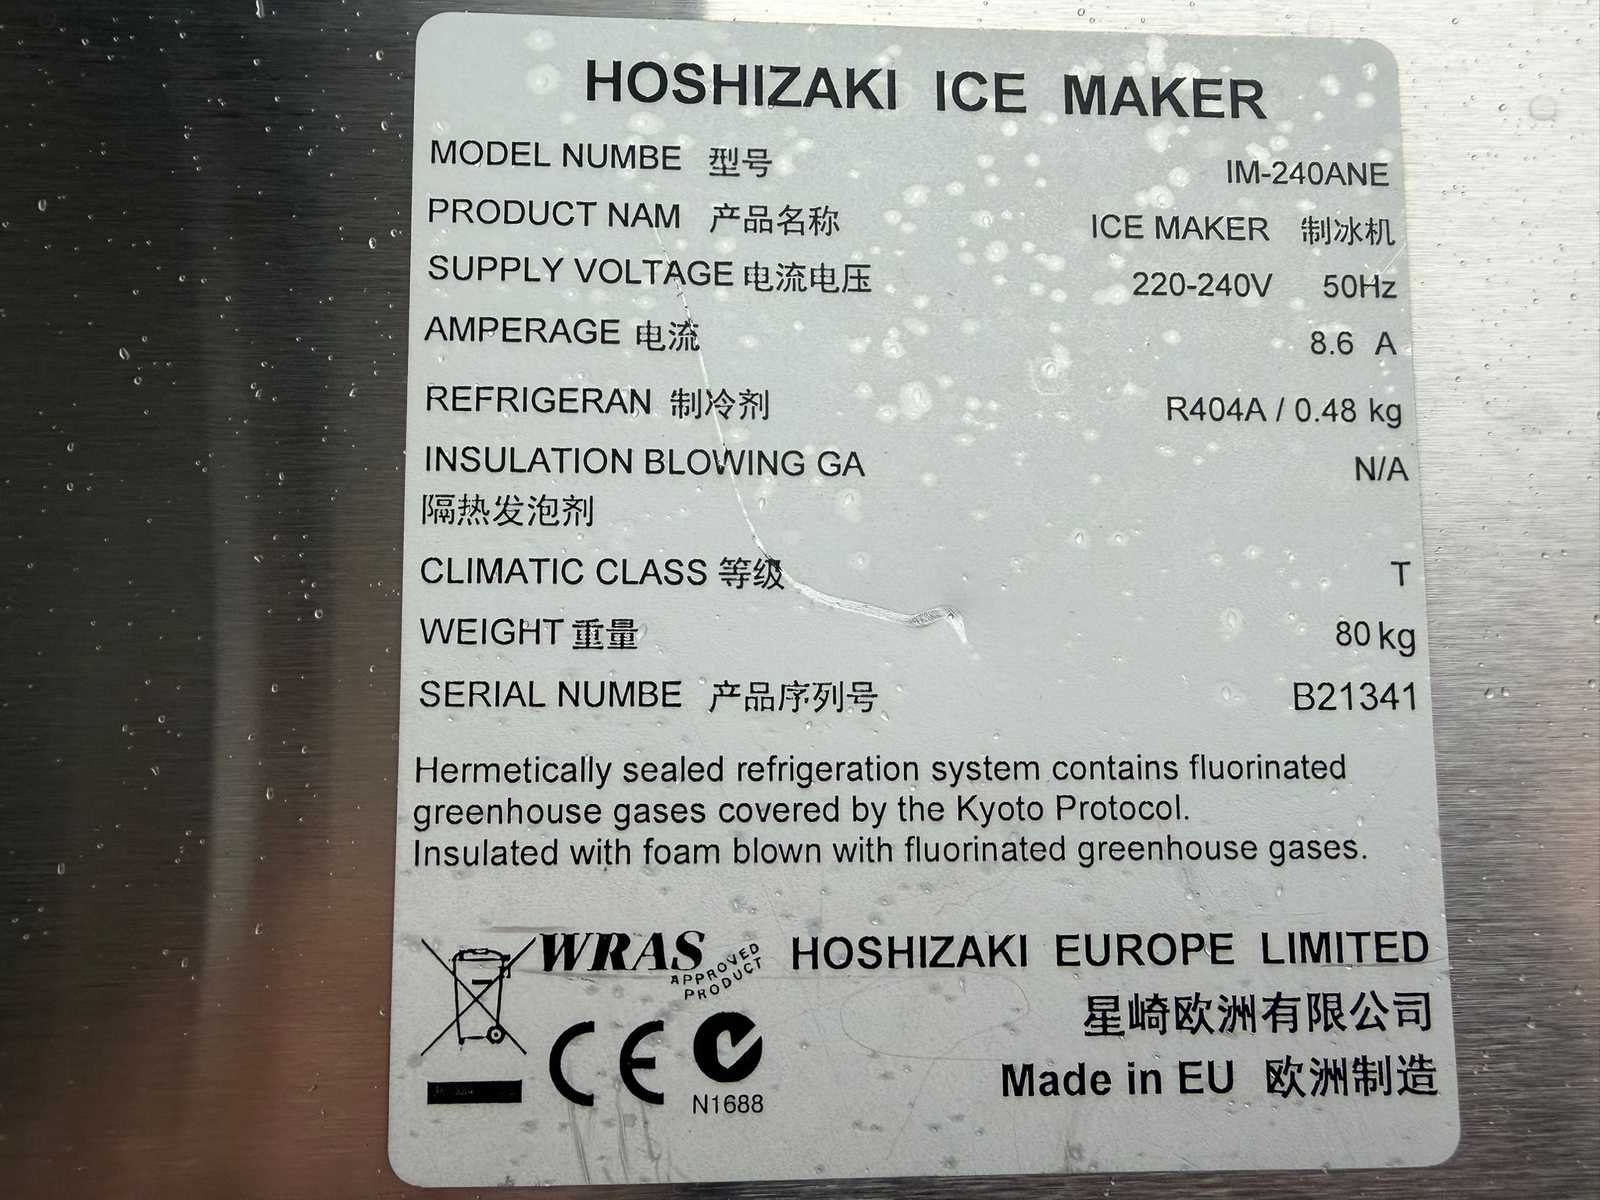 HOSHIZAKI ICE MAKER
MODEL NUMBE 型号 IM-240ANE
PRODUCT NAM 产品名称 ICE MAKER 制冰机
SUPPLY VOLTAGE 电流电压 220-240V 50Hz
AMPERAGE 电流 8.6 A
REFRIGERAN 制冷剂 R404A / 0.48 kg
INSULATION BLOWING GA N/A
隔热发泡剂
CLIMATIC CLASS 等级 T
WEIGHT 重量 80 kg
SERIAL NUMBE 产品序列号 B21341
Hermetically sealed refrigeration system contains fluorinated
greenhouse gases covered by the Kyoto Protocol.
Insulated with foam blown with fluorinated greenhouse gases.
WRAS APPROVED PRODUCT
HOSHIZAKI EUROPE LIMITED
星崎欧洲有限公司
CE
N1688
Made in EU 欧洲制造